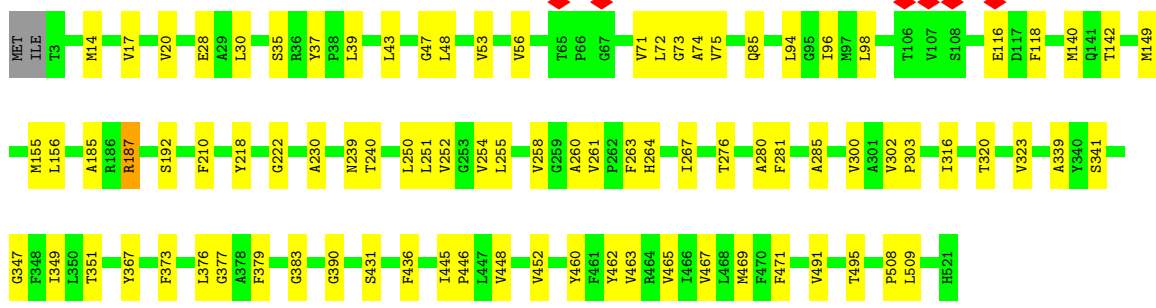 MET ILE T3 M14 V17 V20 E28 A29 L30 S35 R36 Y37 P38 L39 L43 G47 L48 V53 V56 T65 P66 G67 V71 L72 G73 A74 V75 Q85 L94 G95 I96 M97 L98 T106 V107 S108 E116 D117 F118 M140 Q141 T142 M149
M155 L156 A185 R186 R187 S192 F210 Y218 G222 A230 N239 T240 L250 L251 V252 G253 V254 L255 V258 G259 A260 V261 P262 F263 H264 I267 T276 A280 F281 A285 V300 A301 V302 P303 I316 T320 V323 A339 Y340 S341
G347 F348 I349 L350 T351 Y367 F373 L376 G377 A378 F379 G383 G390 S431 F436 I445 P446 L447 V448 V452 Y460 F461 Y462 V463 R464 V465 I466 V467 L468 M469 F470 F471 V491 T495 P508 L509 H521